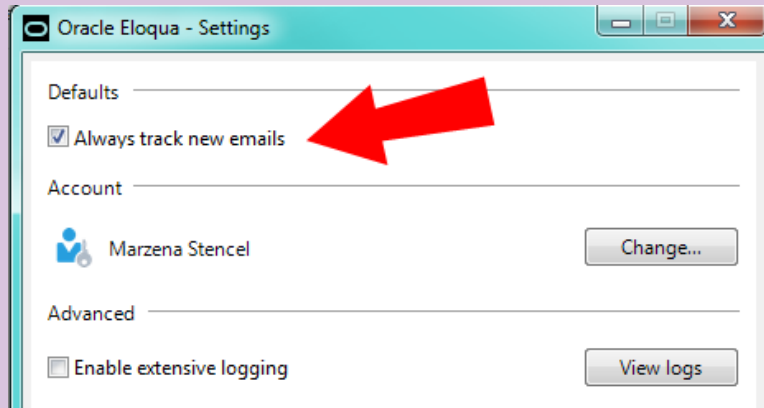 Oracle Eloqua - Settings
Defaults
Always track new emails
Account
Marzena Stencel
Change...
Advanced
Enable extensive logging
View logs